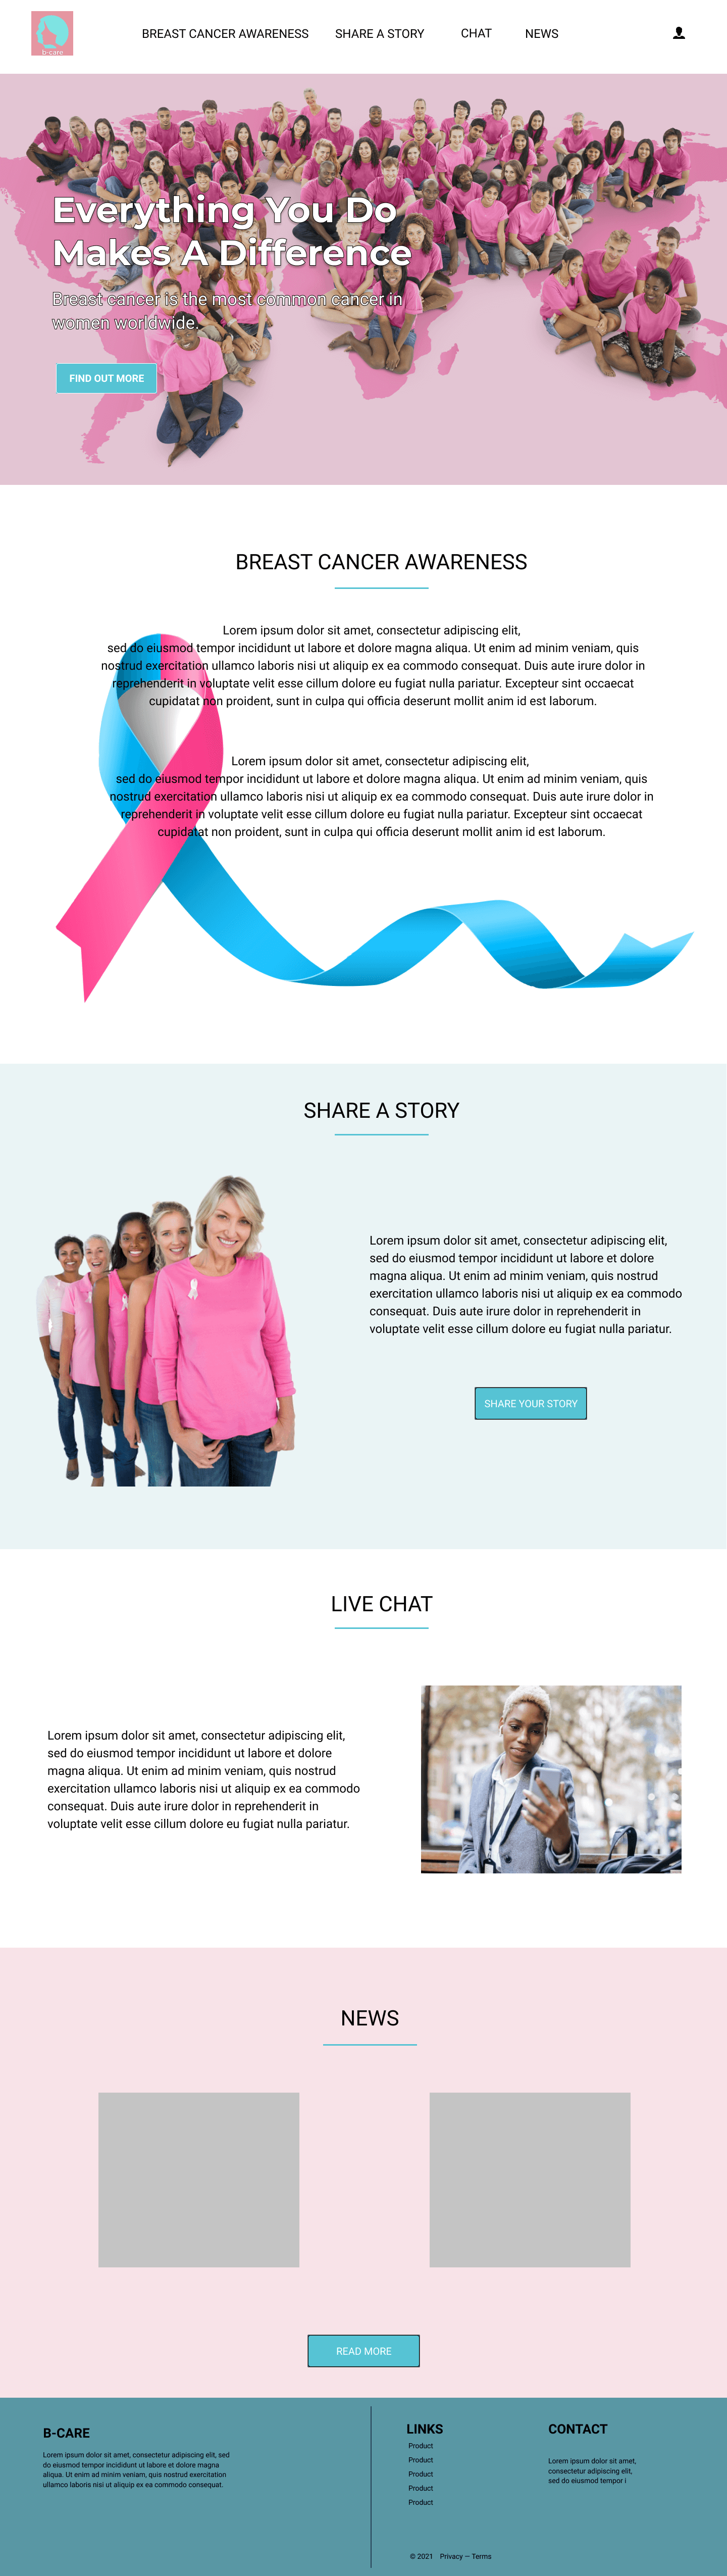 b-care
BREAST CANCER AWARENESS
SHARE A STORY
CHAT
NEWS
Everything You Do
Makes A Difference
Breast cancer is the most common cancer in
women worldwide.
FIND OUT MORE
BREAST CANCER AWARENESS
Lorem ipsum dolor sit amet, consectetur adipiscing elit,
sed do eiusmod tempor incididunt ut labore et dolore magna aliqua. Ut enim ad minim veniam, quis
nostrud exercitation ullamco laboris nisi ut aliquip ex ea commodo consequat. Duis aute irure dolor in
reprehenderit in voluptate velit esse cillum dolore eu fugiat nulla pariatur. Excepteur sint occaecat
cupidatat non proident, sunt in culpa qui officia deserunt mollit anim id est laborum.
Lorem ipsum dolor sit amet, consectetur adipiscing elit,
sed do eiusmod tempor incididunt ut labore et dolore magna aliqua. Ut enim ad minim veniam, quis
nostrud exercitation ullamco laboris nisi ut aliquip ex ea commodo consequat. Duis aute irure dolor in
reprehenderit in voluptate velit esse cillum dolore eu fugiat nulla pariatur. Excepteur sint occaecat
cupidatat non proident, sunt in culpa qui officia deserunt mollit anim id est laborum.
SHARE A STORY
Lorem ipsum dolor sit amet, consectetur adipiscing elit,
sed do eiusmod tempor incididunt ut labore et dolore
magna aliqua. Ut enim ad minim veniam, quis nostrud
exercitation ullamco laboris nisi ut aliquip ex ea commodo
consequat. Duis aute irure dolor in reprehenderit in
voluptate velit esse cillum dolore eu fugiat nulla pariatur.
SHARE YOUR STORY
LIVE CHAT
Lorem ipsum dolor sit amet, consectetur adipiscing elit,
sed do eiusmod tempor incididunt ut labore et dolore
magna aliqua. Ut enim ad minim veniam, quis nostrud
exercitation ullamco laboris nisi ut aliquip ex ea commodo
consequat. Duis aute irure dolor in reprehenderit in
voluptate velit esse cillum dolore eu fugiat nulla pariatur.
NEWS
READ MORE
B-CARE
Lorem ipsum dolor sit amet, consectetur adipiscing elit, sed
do eiusmod tempor incididunt ut labore et dolore magna
aliqua. Ut enim ad minim veniam, quis nostrud exercitation
ullamco laboris nisi ut aliquip ex ea commodo consequat.
LINKS
Product
Product
Product
Product
Product
CONTACT
Lorem ipsum dolor sit amet,
consectetur adipiscing elit,
sed do eiusmod tempor i
© 2021 Privacy — Terms